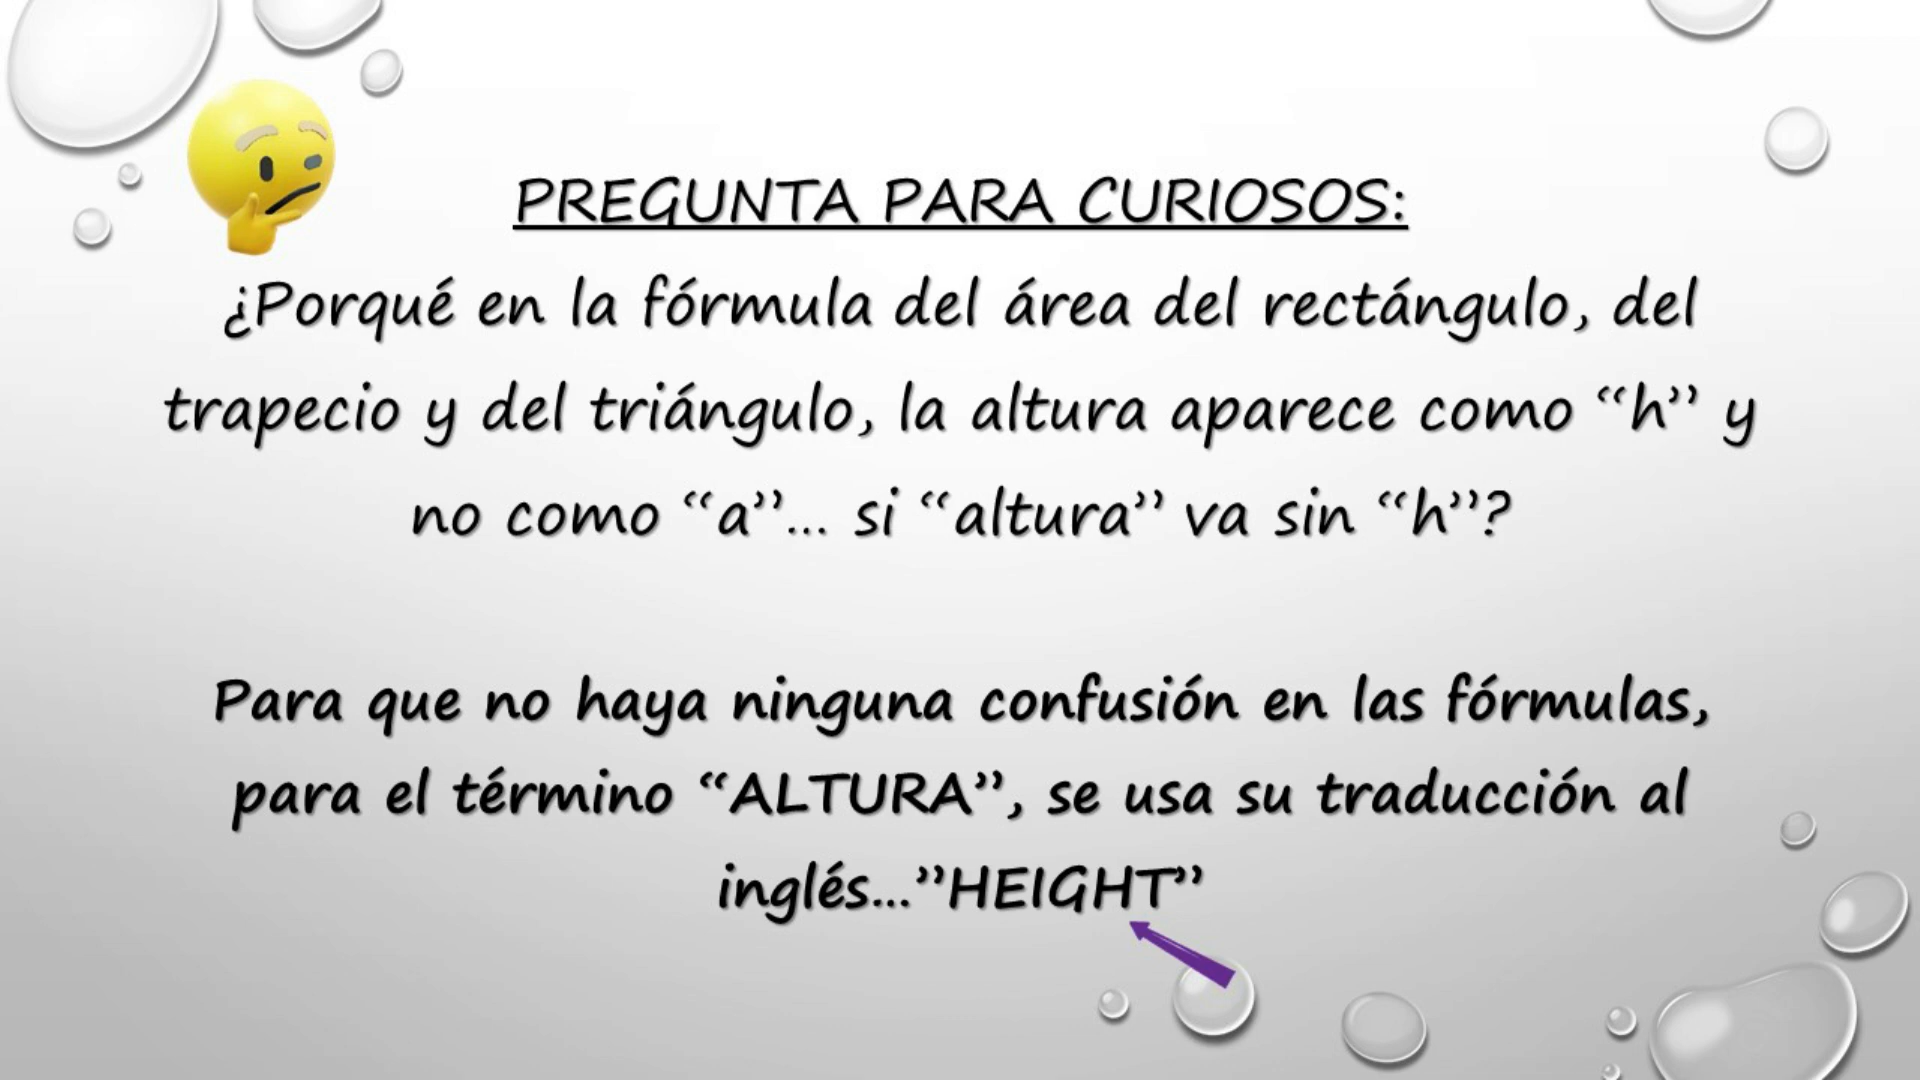 PREGUNTA PARA CURIOSOS:
¿Porqué en la fórmula del área del rectángulo, del
trapecio y del triángulo, la altura aparece como “h” y
no como “a”... si “altura” va sin “h”?
Para que no haya ninguna confusión en las fórmulas,
para el término “ALTURA”, se usa su traducción al
inglés...”HEIGHT”